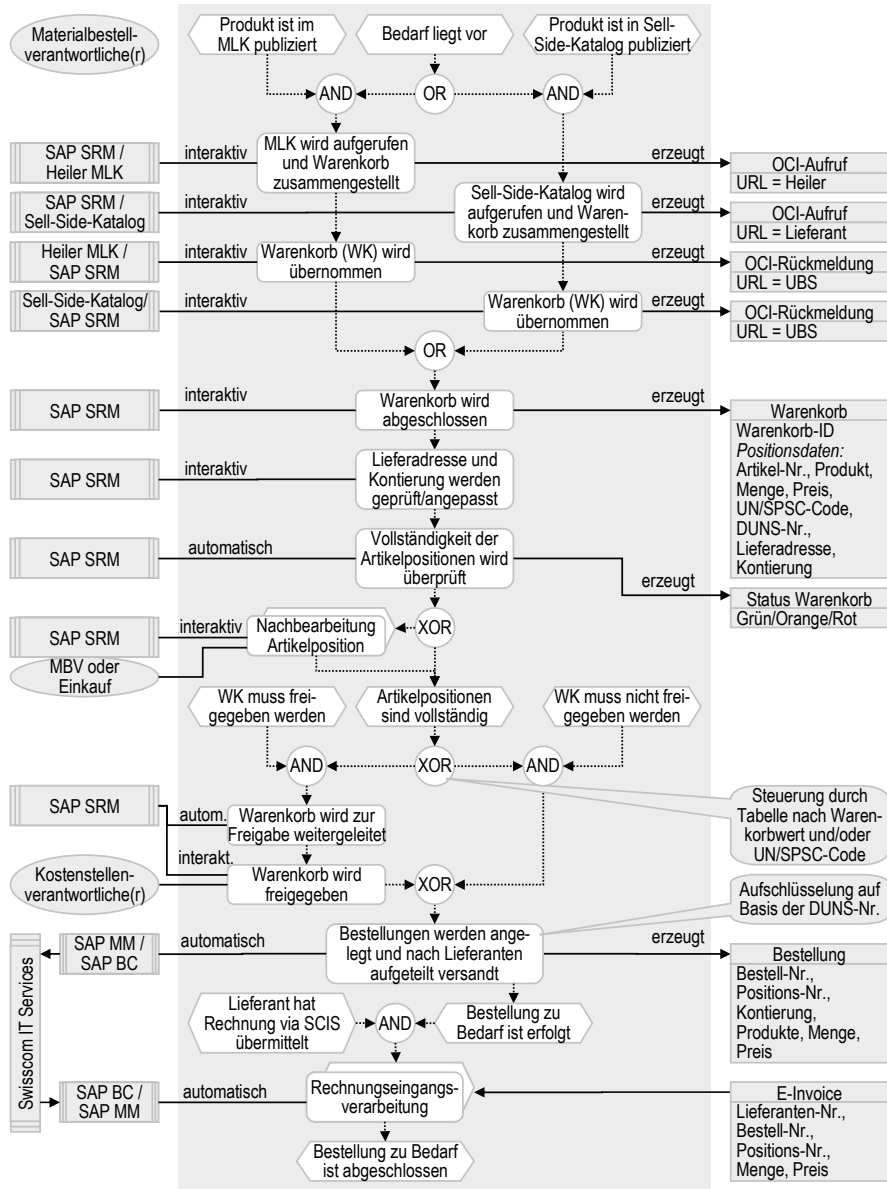 Materialbestell-
verantwortliche(r)
Produkt ist im
MLK publiziert
Bedarf liegt vor
Produkt ist in Sell-
Side-Katalog publiziert
AND
OR
AND
SAP SRM /
Heiler MLK
interaktiv
MLK wird aufgerufen
und Warenkorb
zusammengestellt
erzeugt
OCI-Aufruf
URL = Heiler
SAP SRM /
Sell-Side-Katalog
interaktiv
Sell-Side-Katalog wird
aufgerufen und Waren-
korb zusammengestellt
erzeugt
OCI-Aufruf
URL = Lieferant
Heiler MLK /
SAP SRM
interaktiv
Warenkorb (WK) wird
übernommen
erzeugt
OCI-Rückmeldung
URL = UBS
Sell-Side-Katalog/
SAP SRM
interaktiv
Warenkorb (WK) wird
übernommen
erzeugt
OCI-Rückmeldung
URL = UBS
OR
SAP SRM
interaktiv
Warenkorb wird
abgeschlossen
erzeugt
Warenkorb
Warenkorb-ID
Positionsdaten:
Artikel-Nr., Produkt,
Menge, Preis,
UN/SPSC-Code,
DUNS-Nr.,
Lieferadresse,
Kontierung
SAP SRM
interaktiv
Lieferadresse und
Kontierung werden
geprüft/angepasst
SAP SRM
automatisch
Vollständigkeit der
Artikelpositionen wird
überprüft
erzeugt
Status Warenkorb
Grün/Orange/Rot
SAP SRM
interaktiv
Nachbearbeitung
Artikelposition
XOR
MBV oder
Einkauf
WK muss frei-
gegeben werden
Artikelpositionen
sind vollständig
WK muss nicht frei-
gegeben werden
AND
XOR
AND
Steuerung durch
Tabelle nach Waren-
korbwert und/oder
UN/SPSC-Code
SAP SRM
autom.
Warenkorb wird zur
Freigabe weitergeleitet
interakt.
Kostenstellen-
verantwortliche(r)
Warenkorb wird
freigegeben
XOR
Aufschlüsselung auf
Basis der DUNS-Nr.
Swisscom IT Services
SAP MM /
SAP BC
automatisch
Bestellungen werden ange-
legt und nach Lieferanten
aufgeteilt versandt
erzeugt
Bestellung
Bestell-Nr.,
Positions-Nr.,
Kontierung,
Produkte, Menge,
Preis
Lieferant hat
Rechnung via SCIS
übermittelt
AND
Bestellung zu
Bedarf ist erfolgt
SAP BC /
SAP MM
automatisch
Rechnungseingangs-
verarbeitung
E-Invoice
Lieferanten-Nr.,
Bestell-Nr.,
Positions-Nr.,
Menge, Preis
Bestellung zu Bedarf
ist abgeschlossen